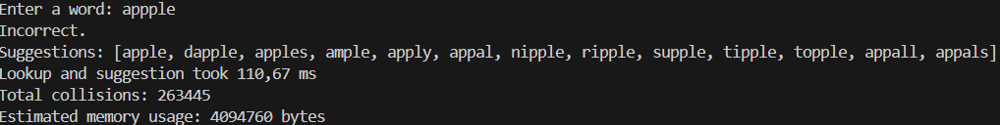 Enter a word: appple
Incorrect.
Suggestions: [apple, dapple, apples, ample, apply, appal, nipple, ripple, supple, tipple, topple, appall, appals]
Lookup and suggestion took 110,67 ms
Total collisions: 263445
Estimated memory usage: 4094760 bytes